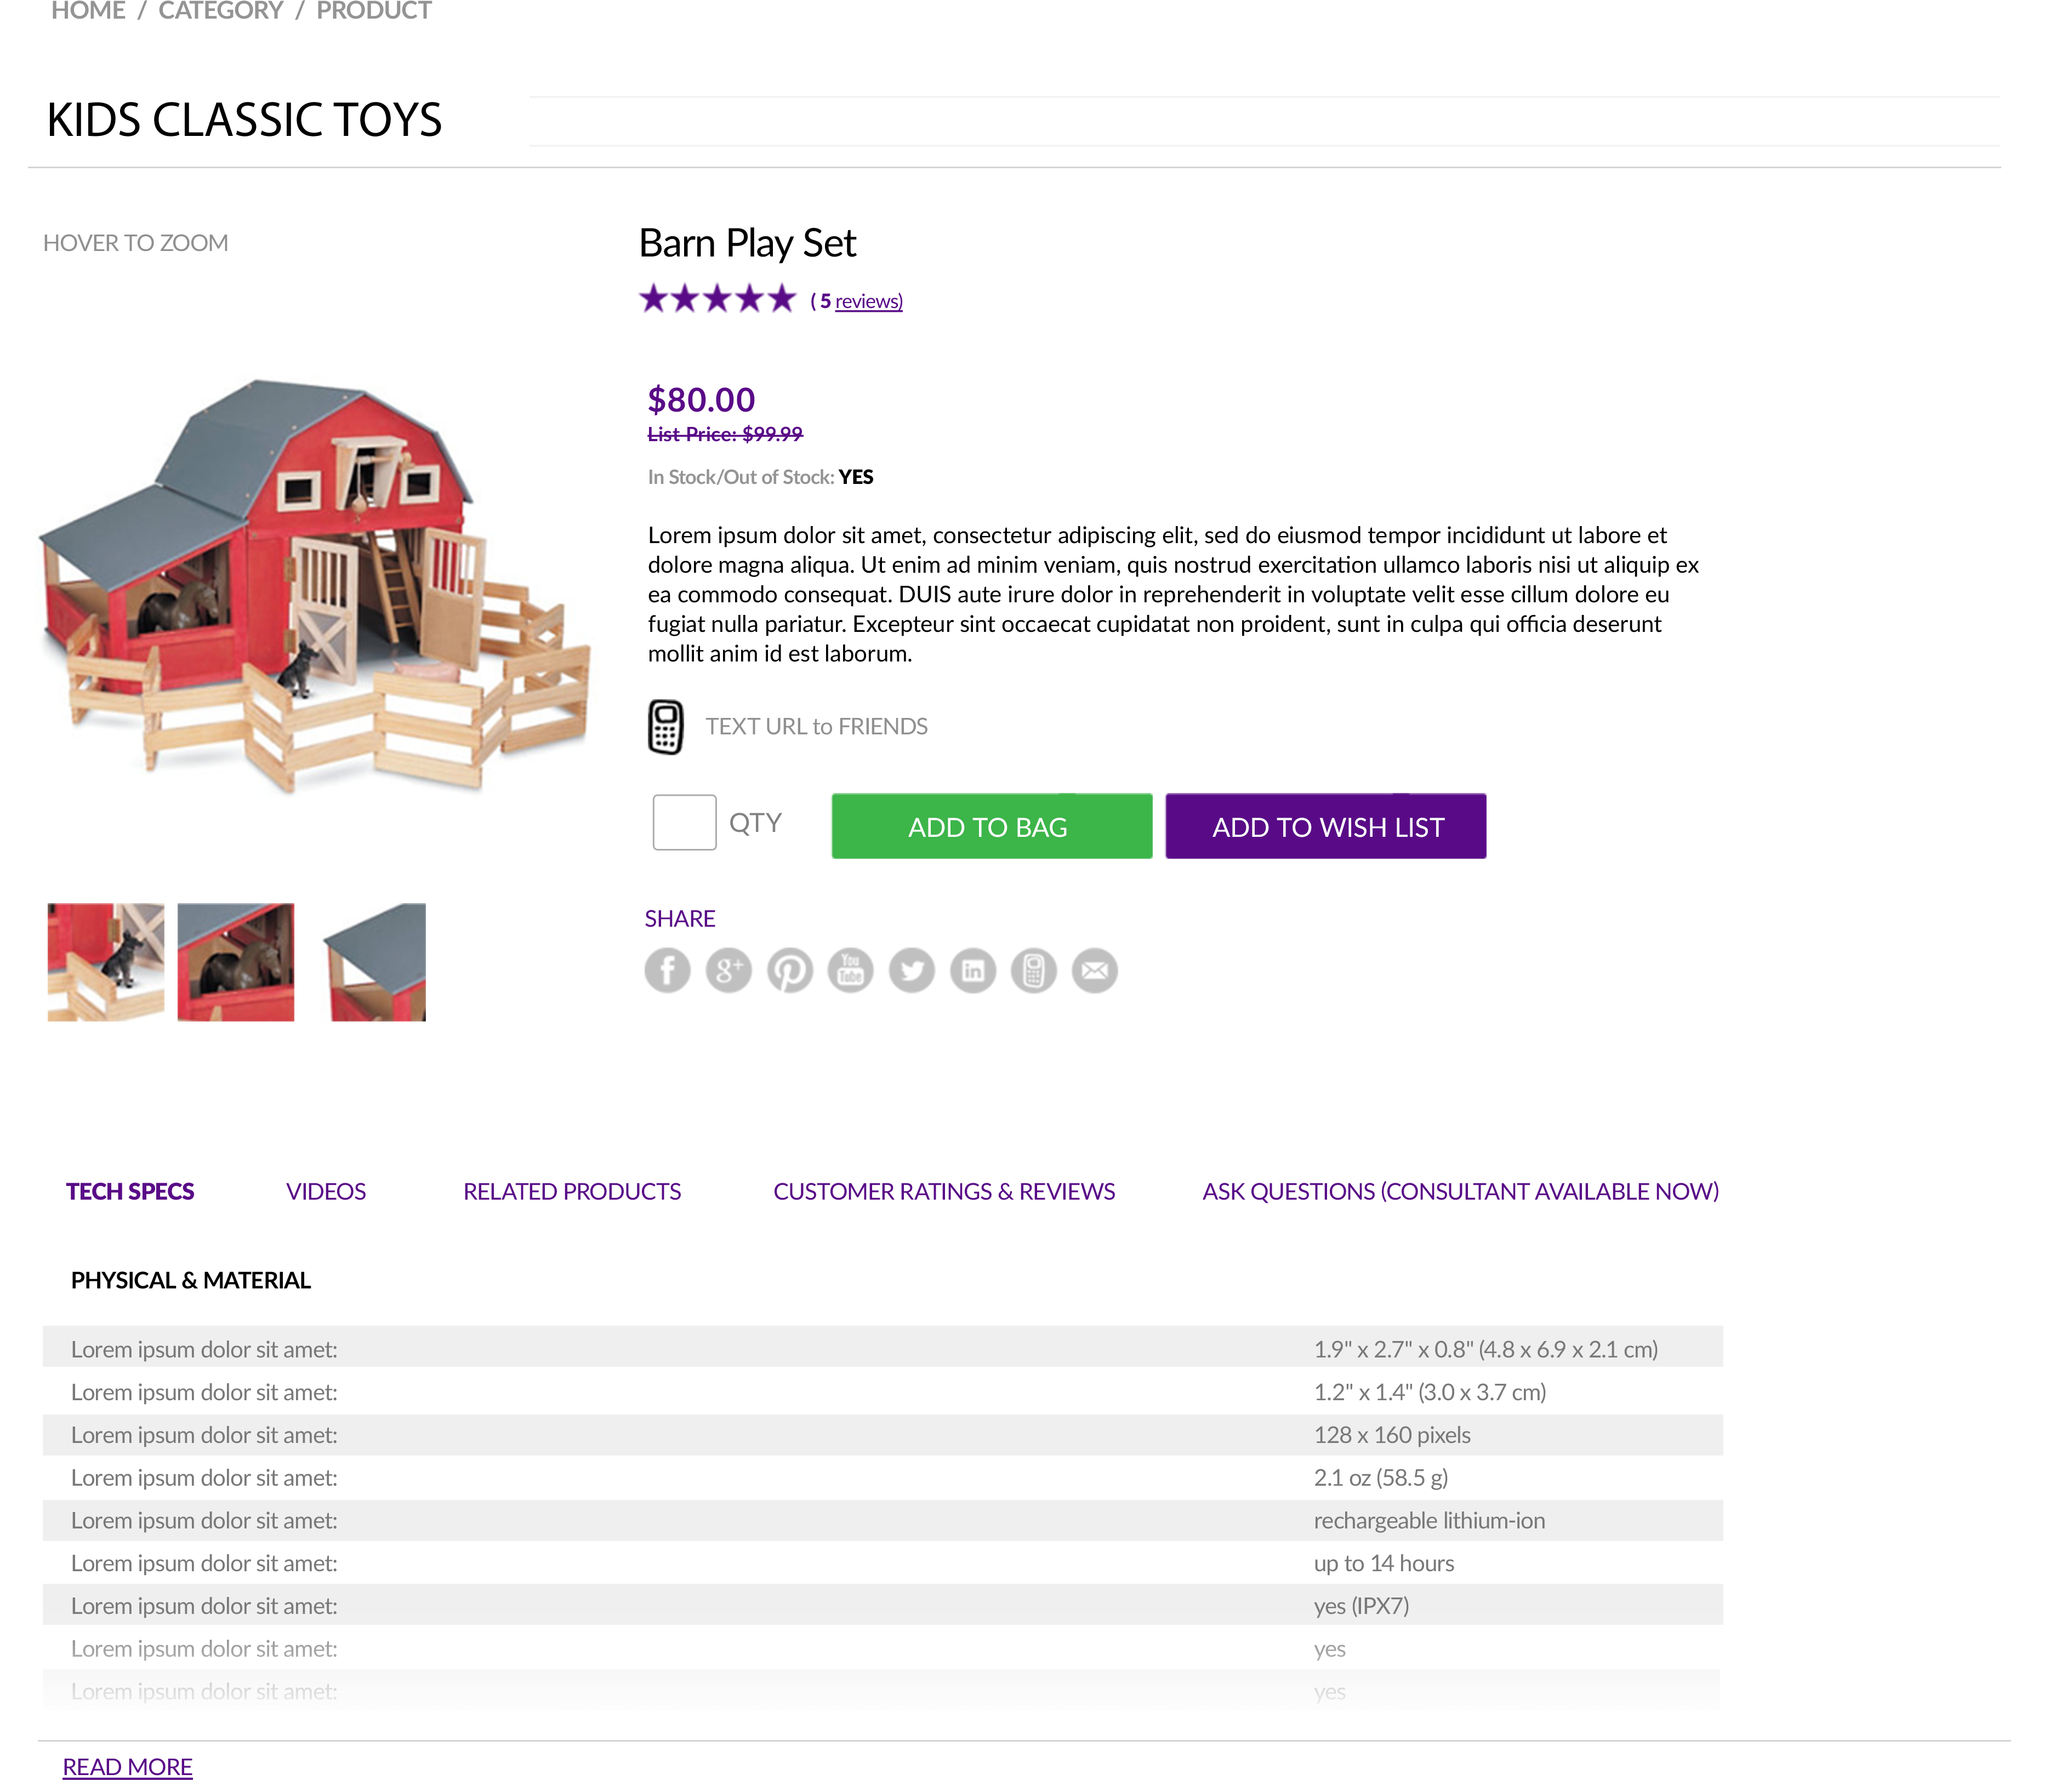 HOME / CATEGORY / PRODUCT
KIDS CLASSIC TOYS
HOVER TO ZOOM
Barn Play Set
( 5 reviews)
$80.00
List Price: $99.99
In Stock/Out of Stock: YES
Lorem ipsum dolor sit amet, consectetur adipiscing elit, sed do eiusmod tempor incididunt ut labore et
dolore magna aliqua. Ut enim ad minim veniam, quis nostrud exercitation ullamco laboris nisi ut aliquip ex
ea commodo consequat. DUIS aute irure dolor in reprehenderit in voluptate velit esse cillum dolore eu
fugiat nulla pariatur. Excepteur sint occaecat cupidatat non proident, sunt in culpa qui officia deserunt
mollit anim id est laborum.
TEXT URL to FRIENDS
QTY
ADD TO BAG
ADD TO WISH LIST
SHARE
f g+ You Tube in
TECH SPECS VIDEOS RELATED PRODUCTS CUSTOMER RATINGS & REVIEWS ASK QUESTIONS (CONSULTANT AVAILABLE NOW)
PHYSICAL & MATERIAL
Lorem ipsum dolor sit amet: 1.9" x 2.7" x 0.8" (4.8 x 6.9 x 2.1 cm)
Lorem ipsum dolor sit amet: 1.2" x 1.4" (3.0 x 3.7 cm)
Lorem ipsum dolor sit amet: 128 x 160 pixels
Lorem ipsum dolor sit amet: 2.1 oz (58.5 g)
Lorem ipsum dolor sit amet: rechargeable lithium-ion
Lorem ipsum dolor sit amet: up to 14 hours
Lorem ipsum dolor sit amet: yes (IPX7)
Lorem ipsum dolor sit amet: yes
Lorem ipsum dolor sit amet: yes
READ MORE